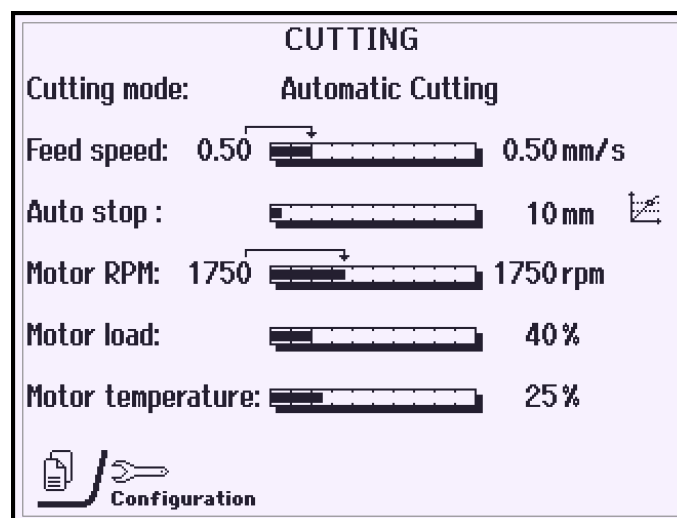 CUTTING
Cutting mode: Automatic Cutting
Feed speed: 0.50 0.50 mm/s
Auto stop : 10 mm
Motor RPM: 1750 1750 rpm
Motor load: 40 %
Motor temperature: 25 %
Configuration